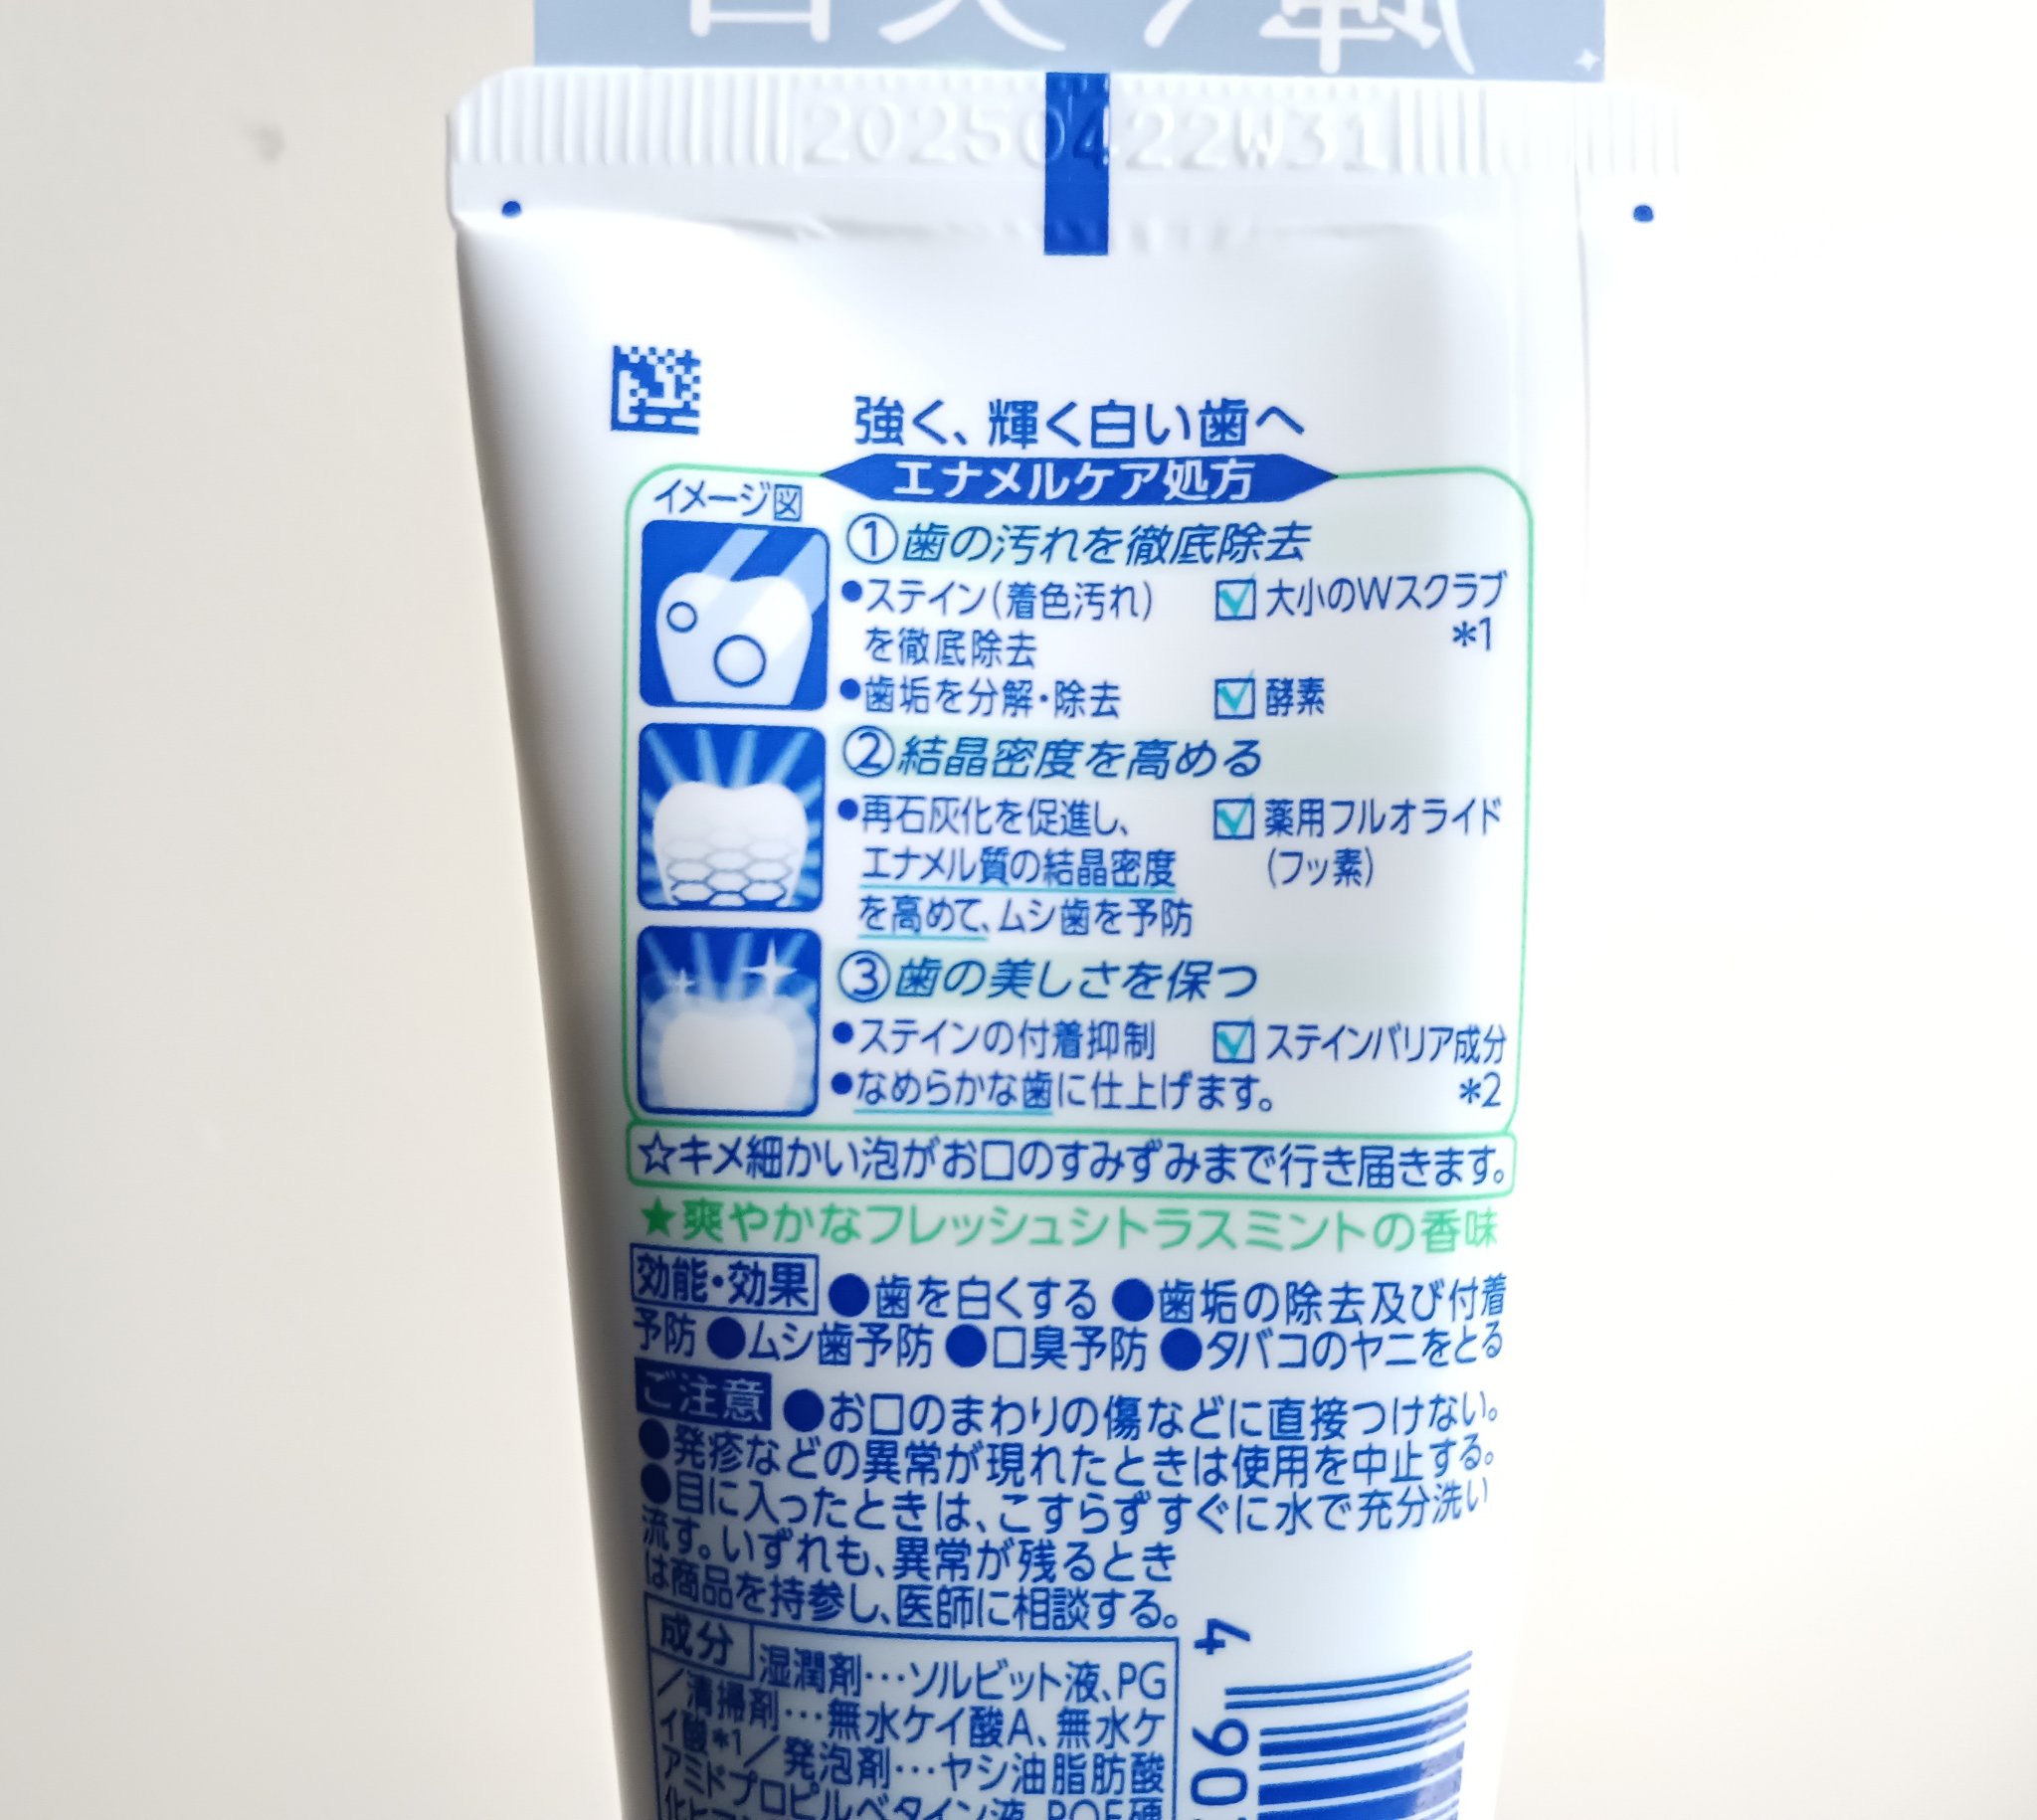 20250422W31
強く、輝く白い歯へ
エナメルケア処方
イメージ図
①歯の汚れを徹底除去
●ステイン(着色汚れ) ☑大小のWスクラブ
を徹底除去 *1
●歯垢を分解・除去 ☑酵素
②結晶密度を高める
●再石灰化を促進し、 ☑薬用フルオライド
エナメル質の結晶密度 (フッ素)
を高めて、ムシ歯を予防
③歯の美しさを保つ
●ステインの付着抑制 ☑ステインバリア成分
●なめらかな歯に仕上げます。 *2
☆キメ細かい泡がお口のすみずみまで行き届きます。
★爽やかなフレッシュシトラスミントの香味
効能・効果 ●歯を白くする ●歯垢の除去及び付着
予防 ●ムシ歯予防 ●口臭予防 ●タバコのヤニをとる
ご注意 ●お口のまわりの傷などに直接つけない。
●発疹などの異常が現れたときは使用を中止する。
●目に入ったときは、こすらずすぐに水で充分洗い
流す。いずれも、異常が残るとき
は商品を持参し、医師に相談する。
成分 湿潤剤…ソルビット液、PG
/清掃剤…無水ケイ酸A、無水ケ
イ酸*1/発泡剤…ヤシ油脂肪酸
アミドプロピルベタイン液、POE硬
4 90